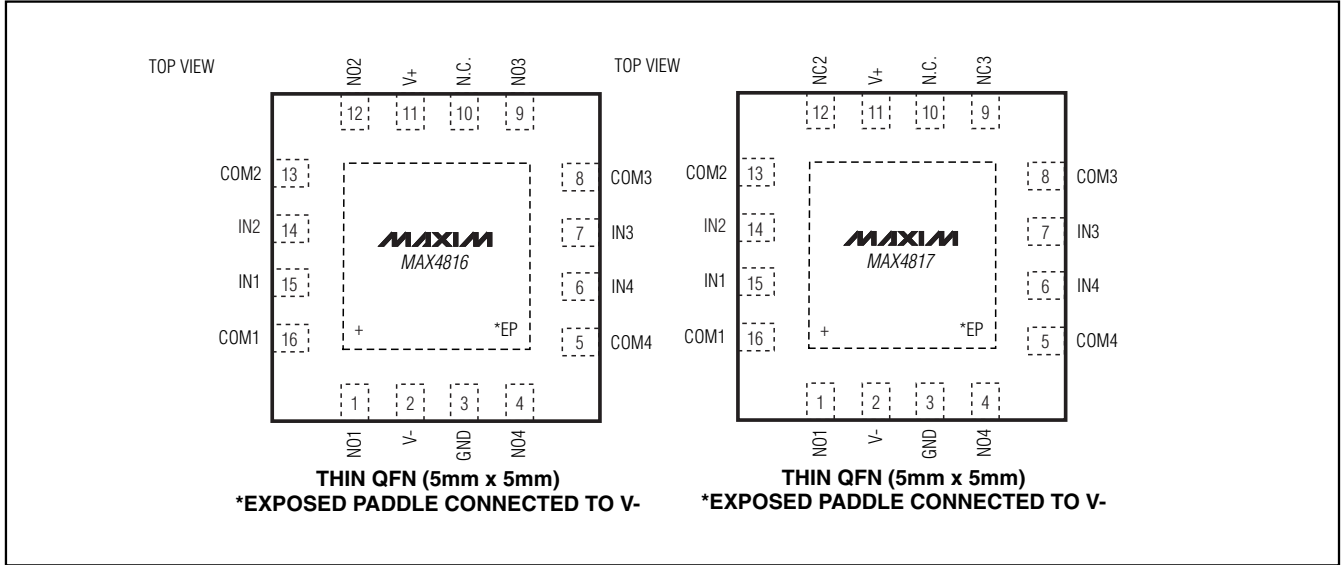 TOP VIEW
NO2 V+ N.C. NO3
12 11 10 9
COM2 13 8 COM3
IN2 14 7 IN3
MAXIM
MAX4816
IN1 15 6 IN4
COM1 16 5 COM4
+ *EP
1 2 3 4
NO1 V- GND NO4
THIN QFN (5mm x 5mm)
*EXPOSED PADDLE CONNECTED TO V-
TOP VIEW
NC2 V+ N.C. NC3
12 11 10 9
COM2 13 8 COM3
IN2 14 7 IN3
MAXIM
MAX4817
IN1 15 6 IN4
COM1 16 5 COM4
+ *EP
1 2 3 4
NO1 V- GND NO4
THIN QFN (5mm x 5mm)
*EXPOSED PADDLE CONNECTED TO V-